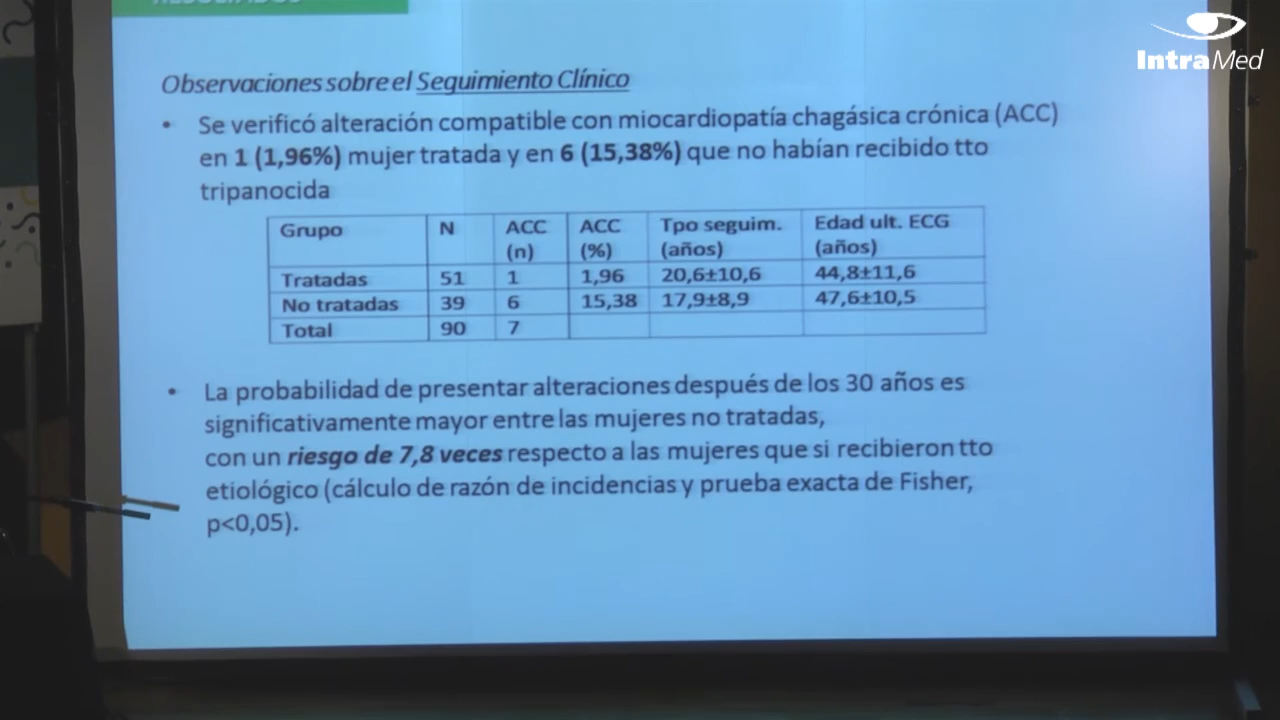 RESULTADOS
IntraMed
Observaciones sobre el Seguimiento Clínico
• Se verificó alteración compatible con miocardiopatía chagásica crónica (ACC)
en 1 (1,96%) mujer tratada y en 6 (15,38%) que no habían recibido tto
tripanocida
Grupo N ACC (n) ACC (%) Tpo seguim. (años) Edad ult. ECG (años)
Tratadas 51 1 1,96 20,6±10,6 44,8±11,6
No tratadas 39 6 15,38 17,9±8,9 47,6±10,5
Total 90 7
• La probabilidad de presentar alteraciones después de los 30 años es
significativamente mayor entre las mujeres no tratadas,
con un riesgo de 7,8 veces respecto a las mujeres que si recibieron tto
etiológico (cálculo de razón de incidencias y prueba exacta de Fisher,
p<0,05).